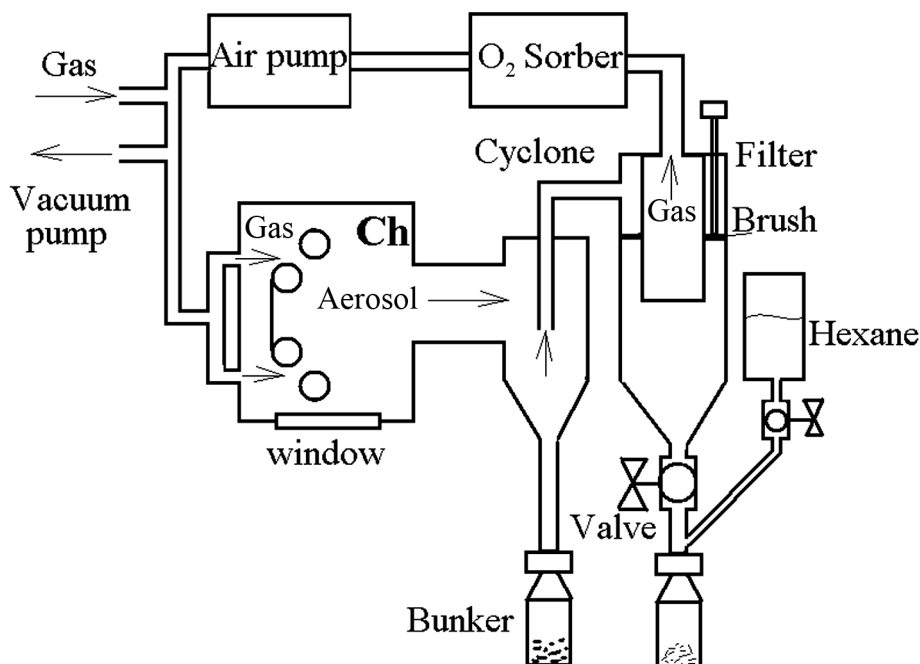 Air pump
O₂ Sorber
Gas
Cyclone
Filter
Vacuum
pump
Gas
Ch
Gas
Brush
Aerosol
Hexane
window
Valve
Bunker